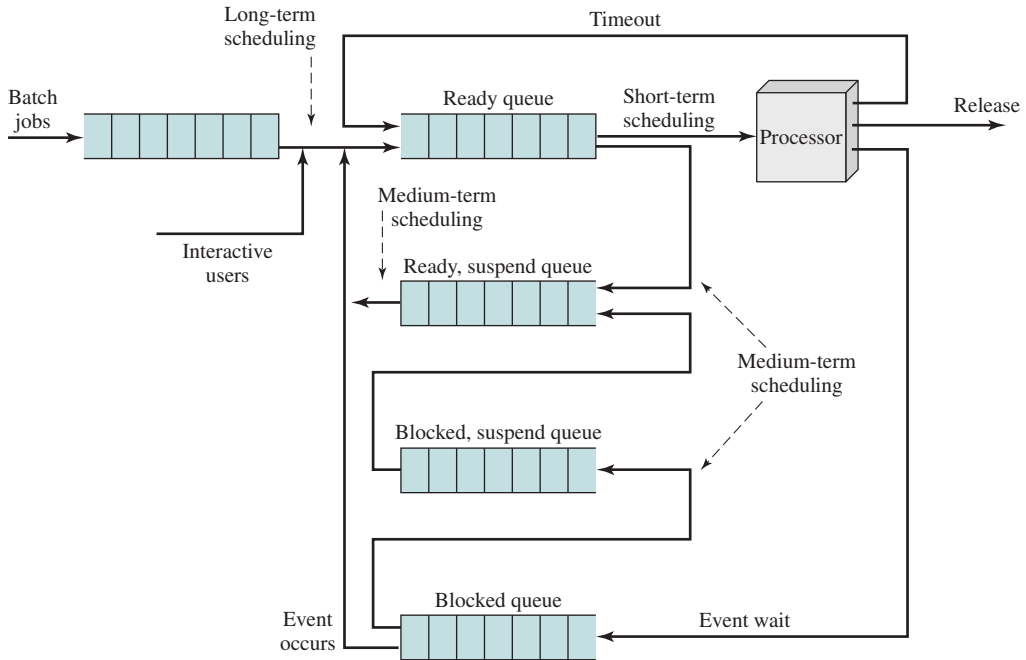 Long-term
scheduling
Timeout
Batch
jobs
Ready queue
Short-term
scheduling
Processor
Release
Medium-term
scheduling
Interactive
users
Ready, suspend queue
Medium-term
scheduling
Blocked, suspend queue
Blocked queue
Event
occurs
Event wait